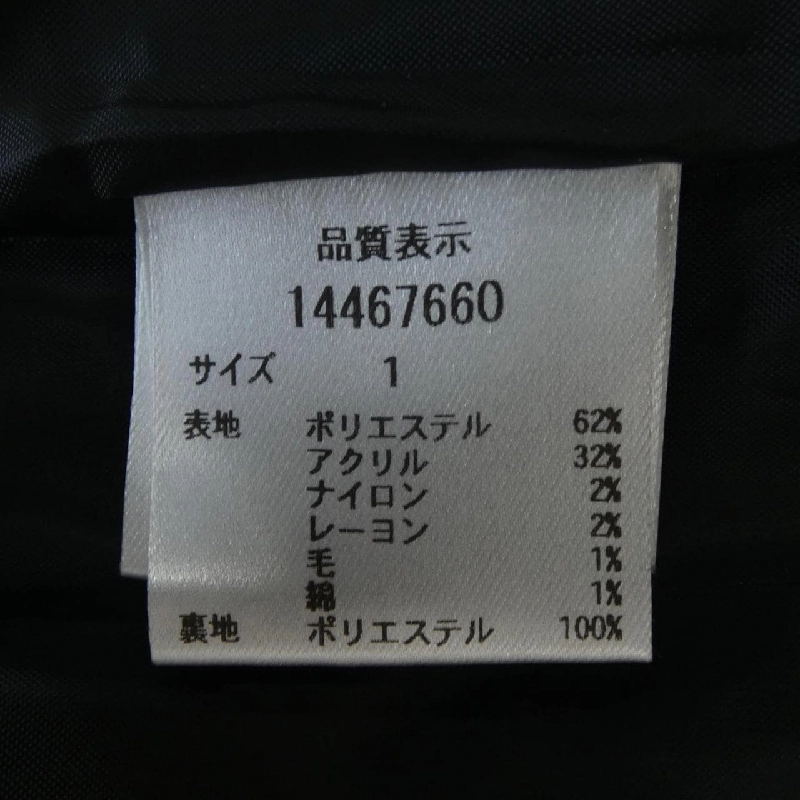 品質表示
14467660
サイズ 1
表地 ポリエステル 62%
アクリル 32%
ナイロン 2%
レーヨン 2%
毛 1%
綿 1%
裏地 ポリエステル 100%